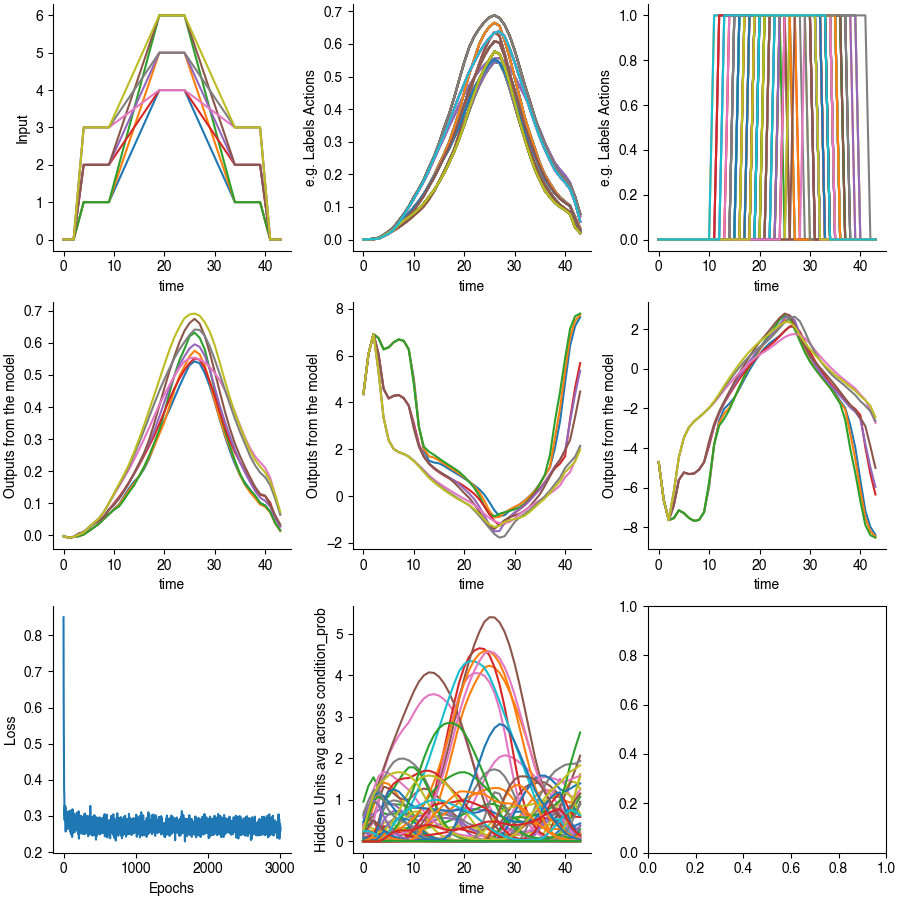 6
5
4
3
2
1
0
Input
0 10 20 30 40
time
0.7
0.6
0.5
0.4
0.3
0.2
0.1
0.0
e.g. Labels Actions
0 10 20 30 40
time
1.0
0.8
0.6
0.4
0.2
0.0
e.g. Labels Actions
0 10 20 30 40
time
0.7
0.6
0.5
0.4
0.3
0.2
0.1
0.0
Outputs from the model
0 10 20 30 40
time
8
6
4
2
0
−2
Outputs from the model
0 10 20 30 40
time
2
0
−2
−4
−6
−8
Outputs from the model
0 10 20 30 40
time
0.8
0.7
0.6
0.5
0.4
0.3
0.2
Loss
0 1000 2000 3000
Epochs
5
4
3
2
1
0
Hidden Units avg across condition_prob
0 10 20 30 40
time
1.0
0.8
0.6
0.4
0.2
0.0
0.0 0.2 0.4 0.6 0.8 1.0